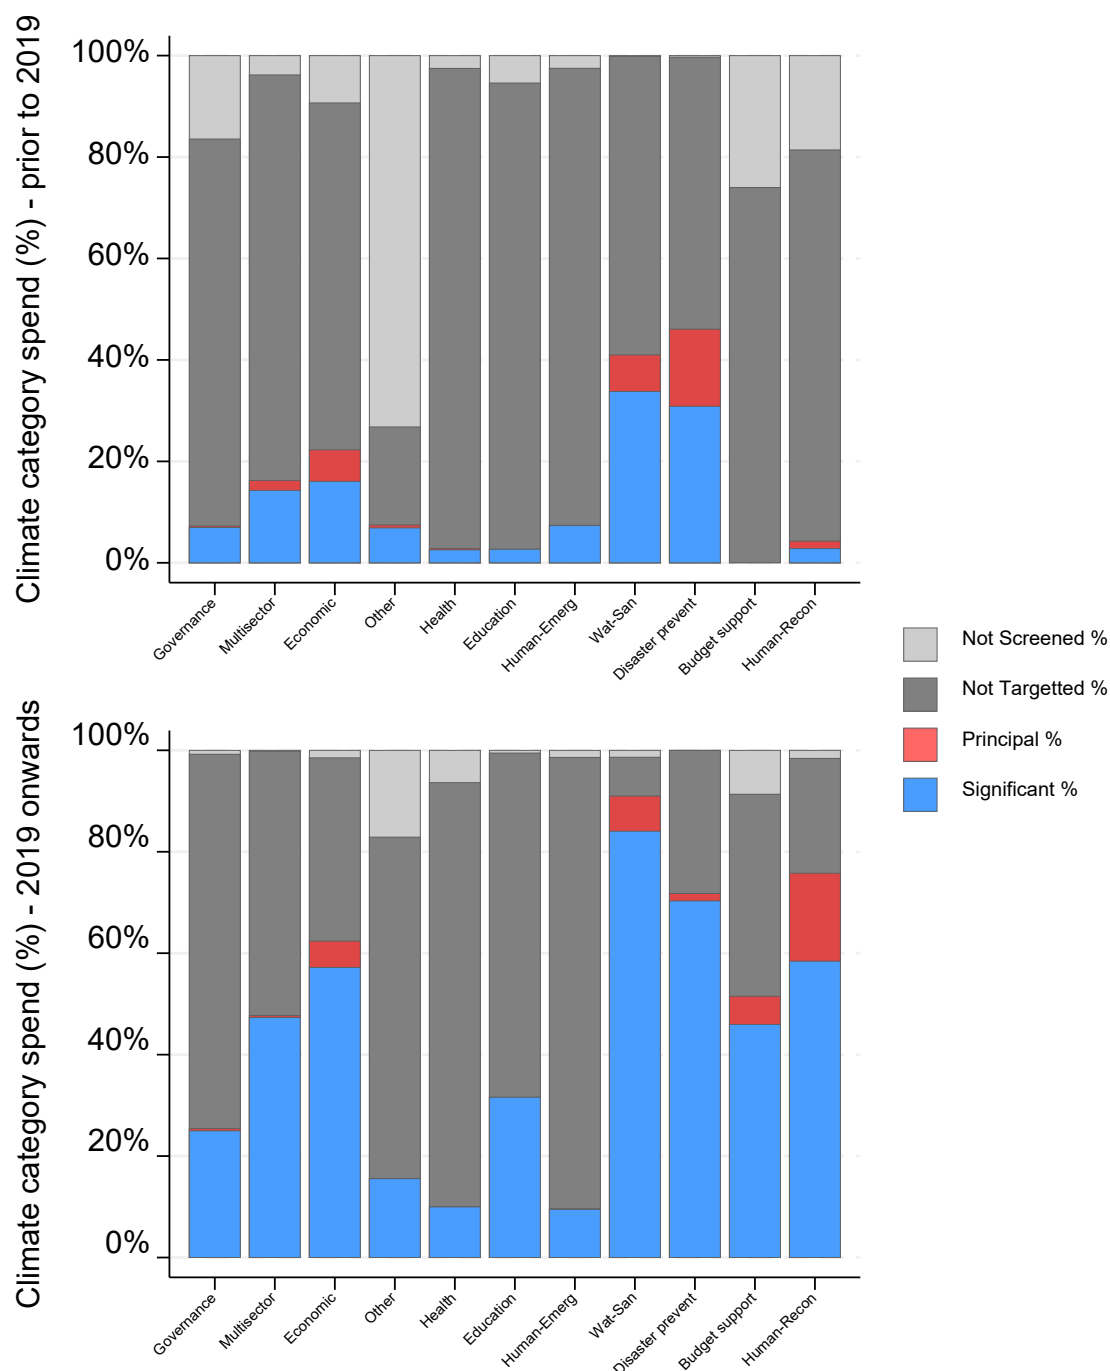 Climate category spend (%) - prior to 2019
100%
80%
60%
40%
20%
0%
Governance
Multisector
Economic
Other
Health
Education
Human-Emerg
Wat-San
Disaster prevent
Budget support
Human-Recon
Not Screened %
Not Targetted %
Principal %
Significant %
Climate category spend (%) - 2019 onwards
100%
80%
60%
40%
20%
0%
Governance
Multisector
Economic
Other
Health
Education
Human-Emerg
Wat-San
Disaster prevent
Budget support
Human-Recon